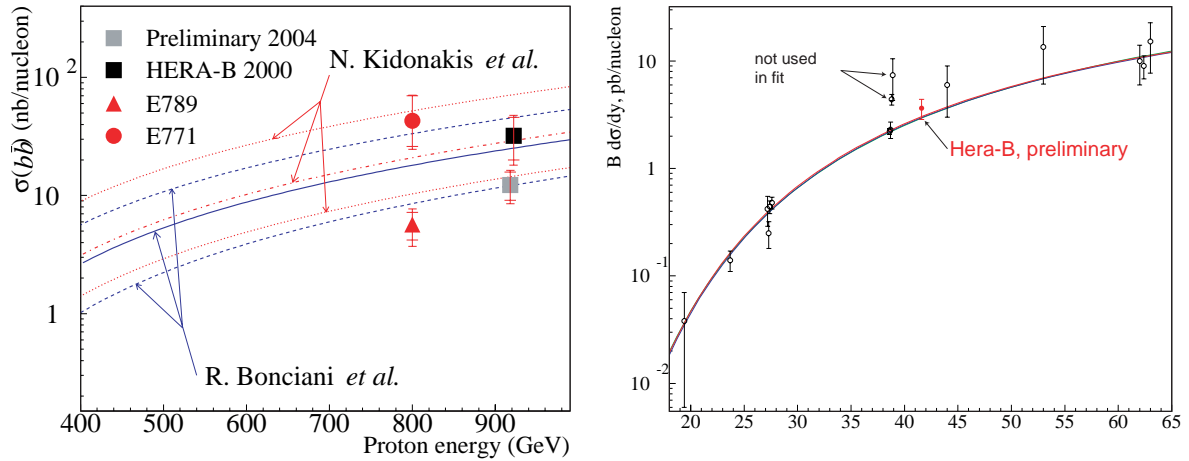 σ(bb̄) (nb/nucleon)
10²
10
1
Preliminary 2004
HERA-B 2000
E789
E771
N. Kidonakis et al.
R. Bonciani et al.
400 500 600 700 800 900
Proton energy (GeV)
B dσ/dy, pb/nucleon
10
1
10⁻¹
10⁻²
not used
in fit
Hera-B, preliminary
20 25 30 35 40 45 50 55 60 65